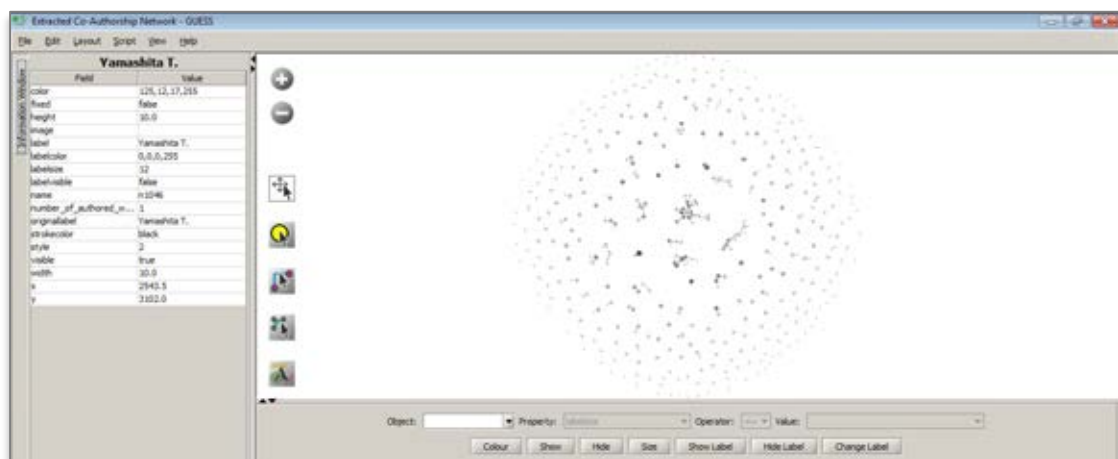 Extracted Co-Authorship Network - GUESS
File Edit Layout Script View Help
Information Window
Yamashita T.
Field Value
color 125,12,17,255
fixed false
height 10.0
image
label Yamashita T.
labelcolor 0,0,0,255
labelsize 12
labelvisible false
name n1046
number_of_authored_w... 1
originallabel Yamashita T.
strokecolor black
style 2
visible true
width 10.0
x 2543.5
y 3102.0
Object: Property: Operator: Value:
Colour Show Hide Size Show Label Hide Label Change Label